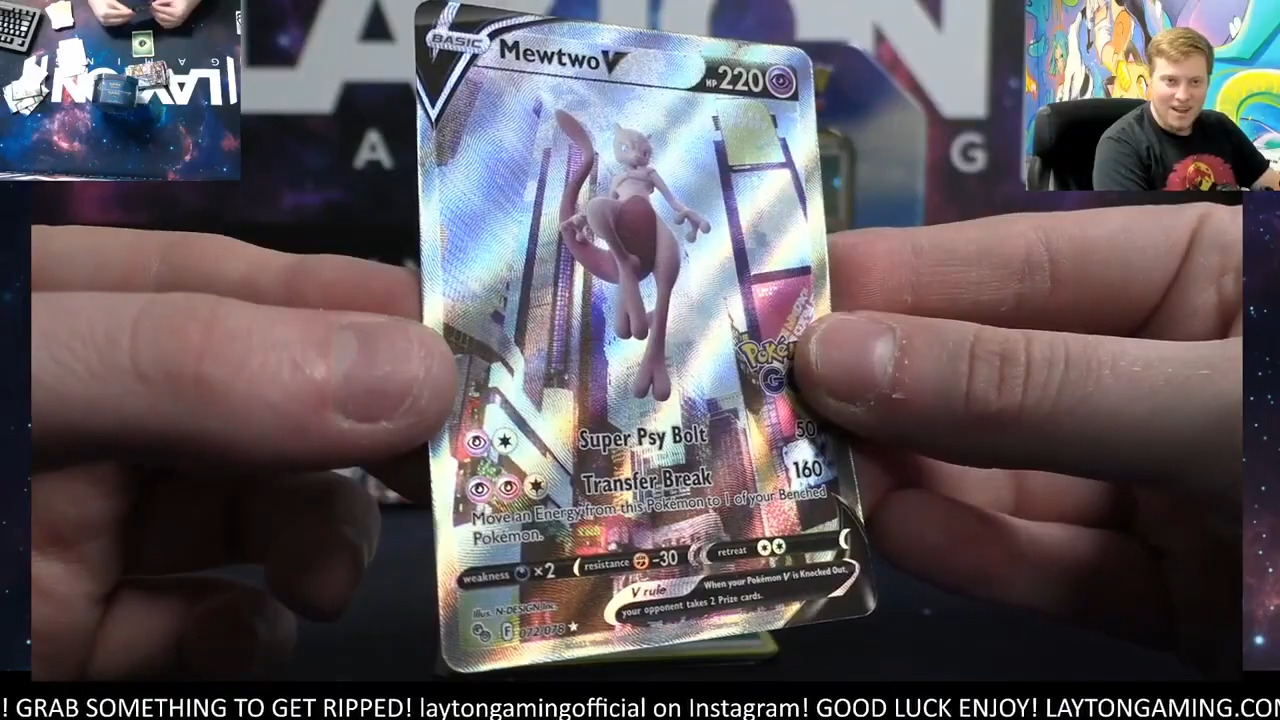 BASIC
Mewtwo V
HP 220
A
G
Poké
G
Super Psy Bolt 50
Transfer Break 160
Move an Energy from this Pokémon to 1 of your Benched
Pokémon.
weakness ×2 resistance -30 retreat
V rule When your Pokémon V is Knocked Out,
your opponent takes 2 Prize cards.
Illus. N-DESIGN Inc.
F 072/078
! GRAB SOMETHING TO GET RIPPED! laytongamingofficial on Instagram! GOOD LUCK ENJOY! LAYTONGAMING.CO